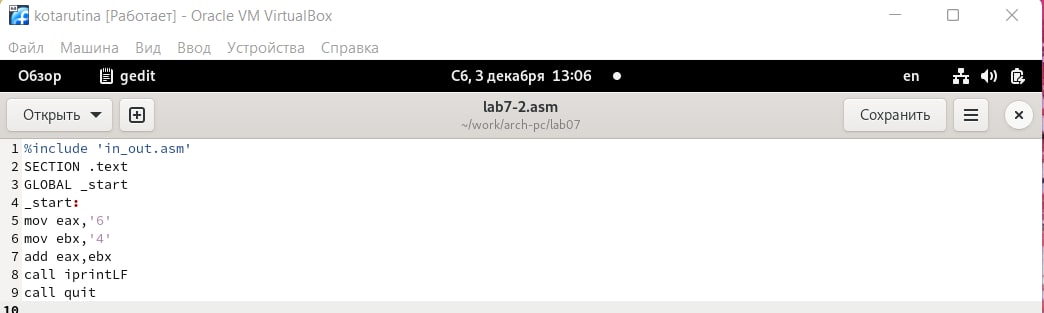 kotarutina [Работает] - Oracle VM VirtualBox
Файл Машина Вид Ввод Устройства Справка
Обзор gedit Сб, 3 декабря 13:06 en
Открыть lab7-2.asm Сохранить
~/work/arch-pc/lab07
1 %include 'in_out.asm'
2 SECTION .text
3 GLOBAL _start
4 _start:
5 mov eax,'6'
6 mov ebx,'4'
7 add eax,ebx
8 call iprintLF
9 call quit
10